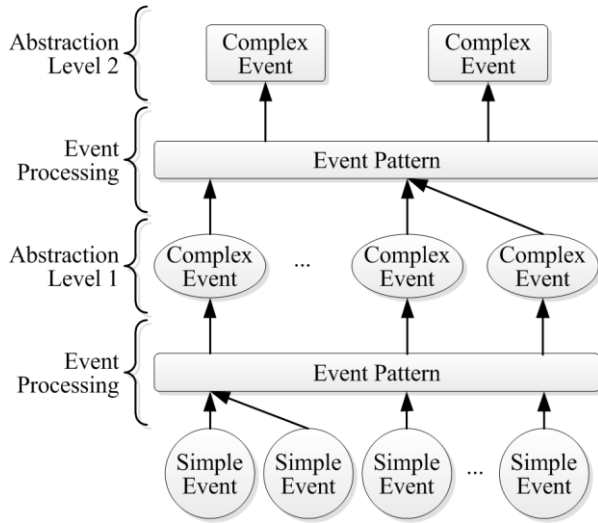 Abstraction
Level 2
Complex
Event
Complex
Event
Event
Processing
Event Pattern
Abstraction
Level 1
Complex
Event
...
Complex
Event
Complex
Event
Event
Processing
Event Pattern
Simple
Event
Simple
Event
Simple
Event
...
Simple
Event